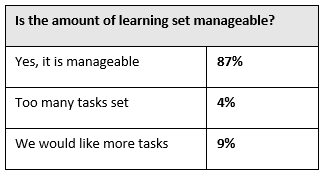 Is the amount of learning set manageable?
Yes, it is manageable 87%
Too many tasks set 4%
We would like more tasks 9%